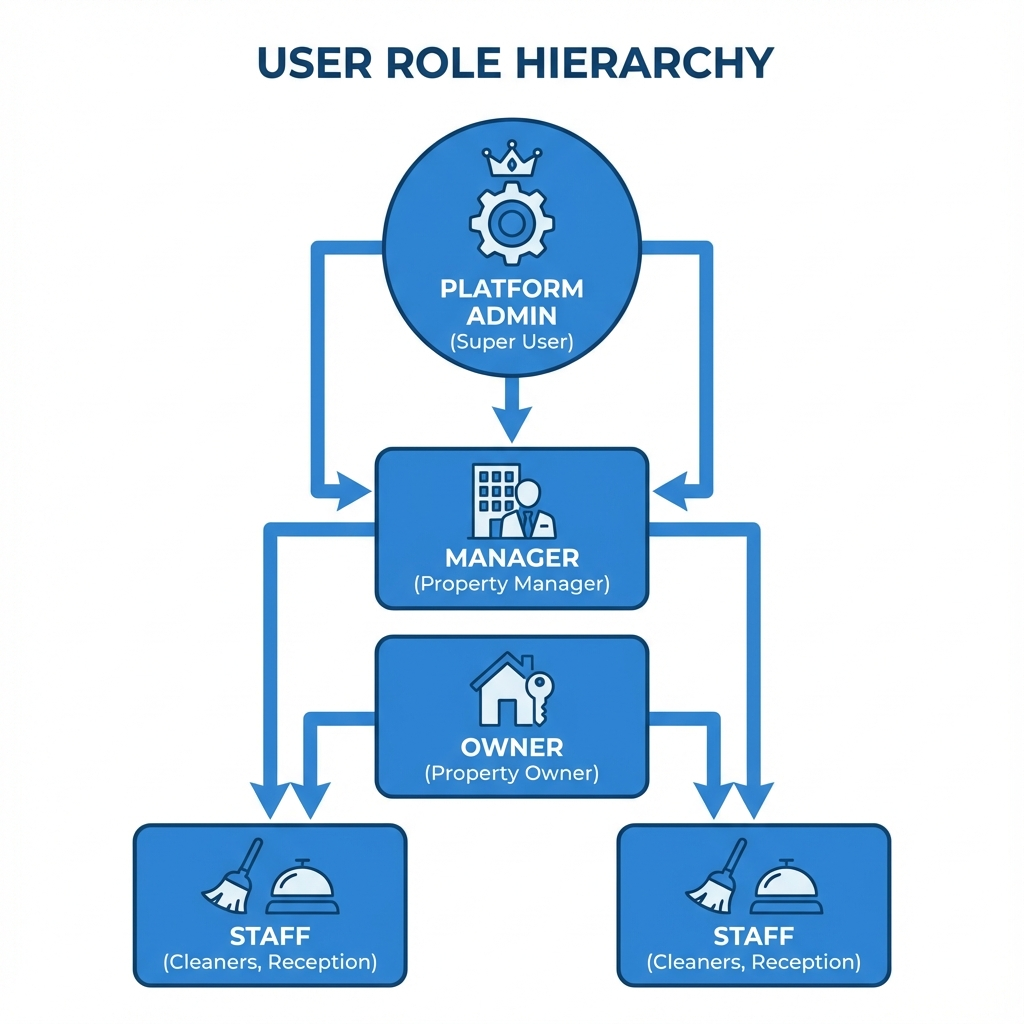 USER ROLE HIERARCHY
PLATFORM
ADMIN
(Super User)
MANAGER
(Property Manager)
OWNER
(Property Owner)
STAFF
(Cleaners, Reception)
STAFF
(Cleaners, Reception)